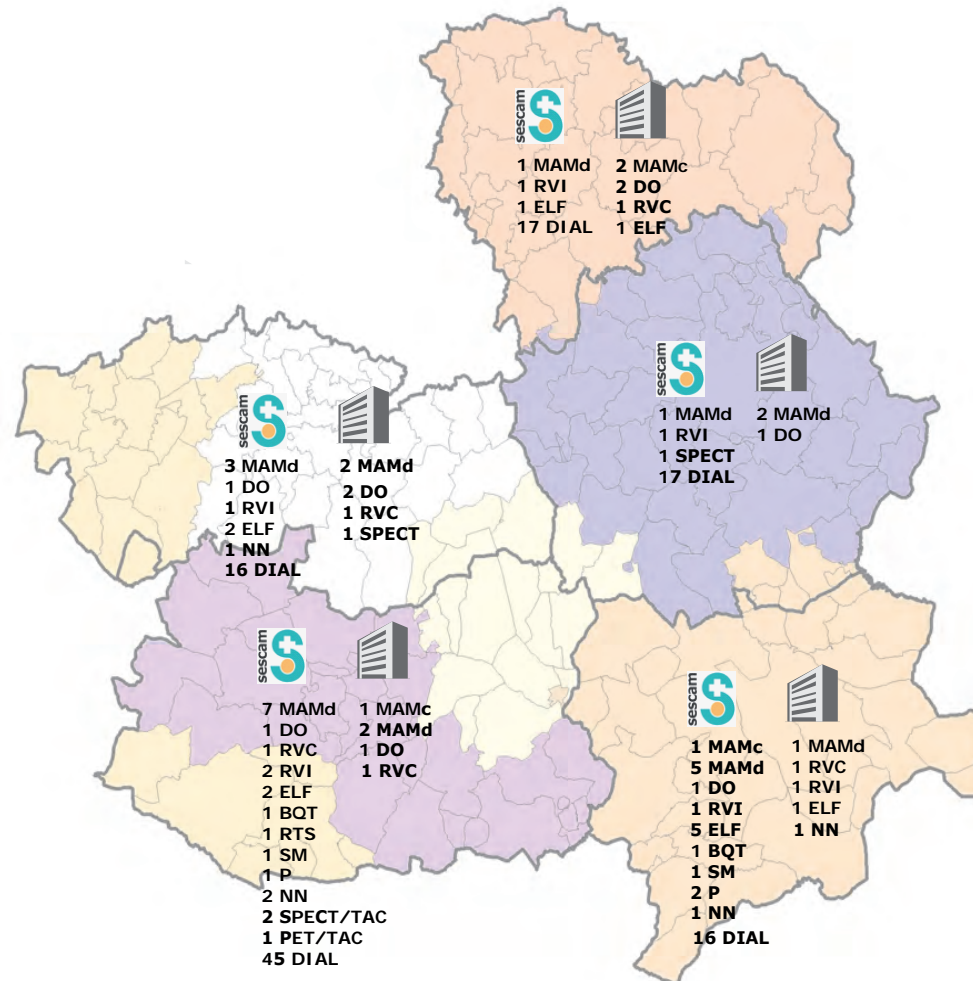 sescam
1 MAMd
1 RVI
1 ELF
17 DIAL
2 MAMc
2 DO
1 RVC
1 ELF
sescam
1 MAMd
1 RVI
1 SPECT
17 DIAL
2 MAMd
1 DO
sescam
3 MAMd
1 DO
1 RVI
2 ELF
1 NN
16 DIAL
2 MAMd
2 DO
1 RVC
1 SPECT
sescam
7 MAMd
1 DO
1 RVC
2 RVI
2 ELF
1 BQT
1 RTS
1 SM
1 P
2 NN
2 SPECT/TAC
1 PET/TAC
45 DIAL
1 MAMc
2 MAMd
1 DO
1 RVC
sescam
1 MAMc
5 MAMd
1 DO
1 RVI
5 ELF
1 BQT
1 SM
2 P
1 NN
16 DIAL
1 MAMd
1 RVC
1 RVI
1 ELF
1 NN